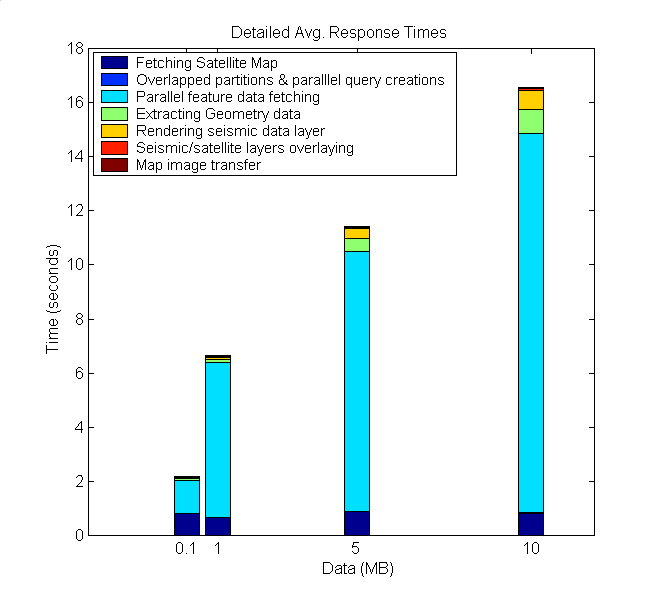 Detailed Avg. Response Times
18
16
14
12
10
8
6
4
2
0
Time (seconds)
Fetching Satellite Map
Overlapped partitions & paralllel query creations
Parallel feature data fetching
Extracting Geometry data
Rendering seismic data layer
Seismic/satellite layers overlaying
Map image transfer
0.1 1 5 10
Data (MB)